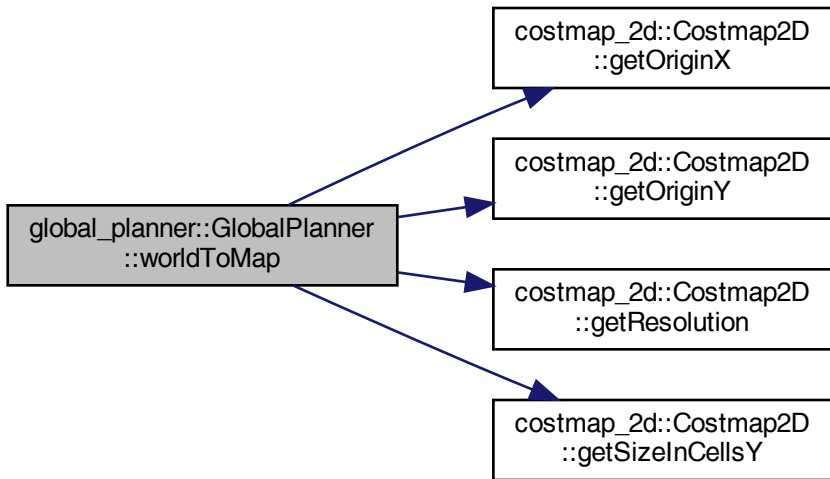 costmap_2d::Costmap2D
::getOriginX
costmap_2d::Costmap2D
::getOriginY
global_planner::GlobalPlanner
::worldToMap
costmap_2d::Costmap2D
::getResolution
costmap_2d::Costmap2D
::getSizeInCellsY